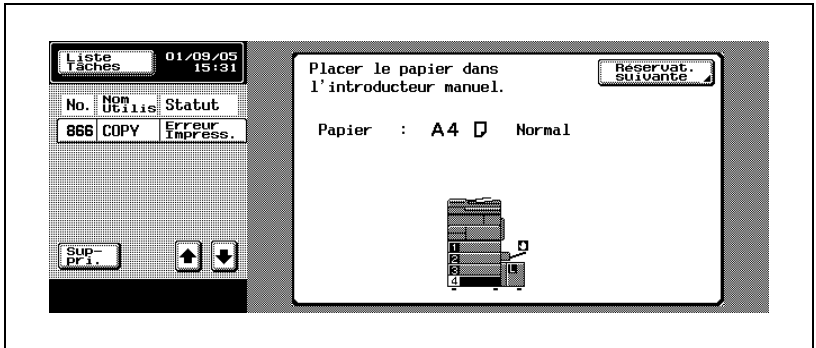 Liste
Tâches
01/09/05
15:31
No. Nom Utilis Statut
866 COPY Erreur Impress.
Sup-
pri.
Placer le papier dans
l'introducteur manuel.
Réservat.
suivante
Papier : A4 Normal
1
2
3
4
L